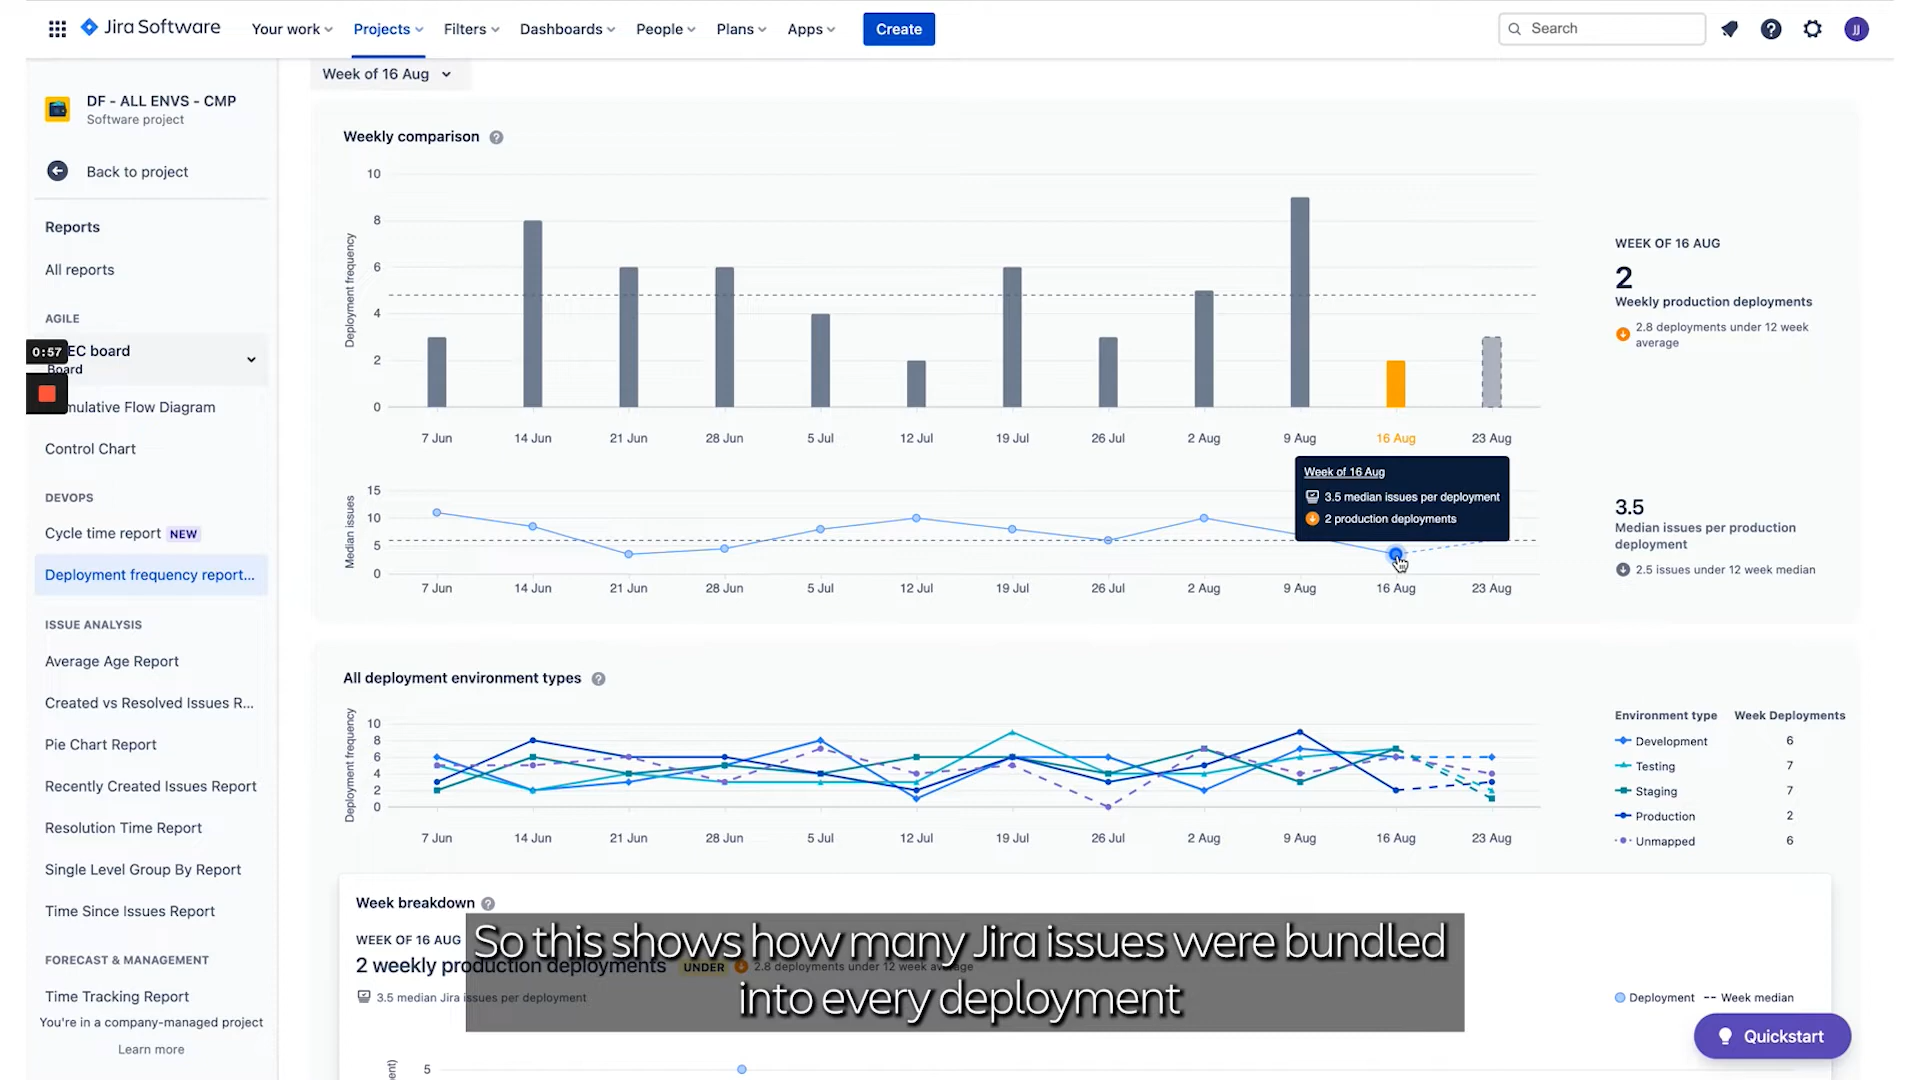 Jira Software
Your work
Projects
Filters
Dashboards
People
Plans
Apps
Create
Search
JJ
DF - ALL ENVS - CMP
Software project
Back to project
Reports
All reports
AGILE
0:57
EC board
Board
mulative Flow Diagram
Control Chart
DEVOPS
Cycle time report NEW
Deployment frequency report...
ISSUE ANALYSIS
Average Age Report
Created vs Resolved Issues R...
Pie Chart Report
Recently Created Issues Report
Resolution Time Report
Single Level Group By Report
Time Since Issues Report
FORECAST & MANAGEMENT
Time Tracking Report
You're in a company-managed project
Learn more
Week of 16 Aug
Weekly comparison
Deployment frequency
10
8
6
4
2
0
7 Jun 14 Jun 21 Jun 28 Jun 5 Jul 12 Jul 19 Jul 26 Jul 2 Aug 9 Aug 16 Aug 23 Aug
WEEK OF 16 AUG
2
Weekly production deployments
2.8 deployments under 12 week
average
Median issues
15
10
5
0
7 Jun 14 Jun 21 Jun 28 Jun 5 Jul 12 Jul 19 Jul 26 Jul 2 Aug 9 Aug 16 Aug 23 Aug
Week of 16 Aug
3.5 median issues per deployment
2 production deployments
3.5
Median issues per production
deployment
2.5 issues under 12 week median
All deployment environment types
Deployment frequency
10
8
6
4
2
0
7 Jun 14 Jun 21 Jun 28 Jun 5 Jul 12 Jul 19 Jul 26 Jul 2 Aug 9 Aug 16 Aug 23 Aug
Environment type Week Deployments
Development 6
Testing 7
Staging 7
Production 2
Unmapped 6
Week breakdown
WEEK OF 16 AUG
2 weekly production deployments UNDER 2.8 deployments under 12 week average
3.5 median Jira issues per deployment
So this shows how many Jira issues were bundled
into every deployment
Deployment -- Week median
Quickstart
5